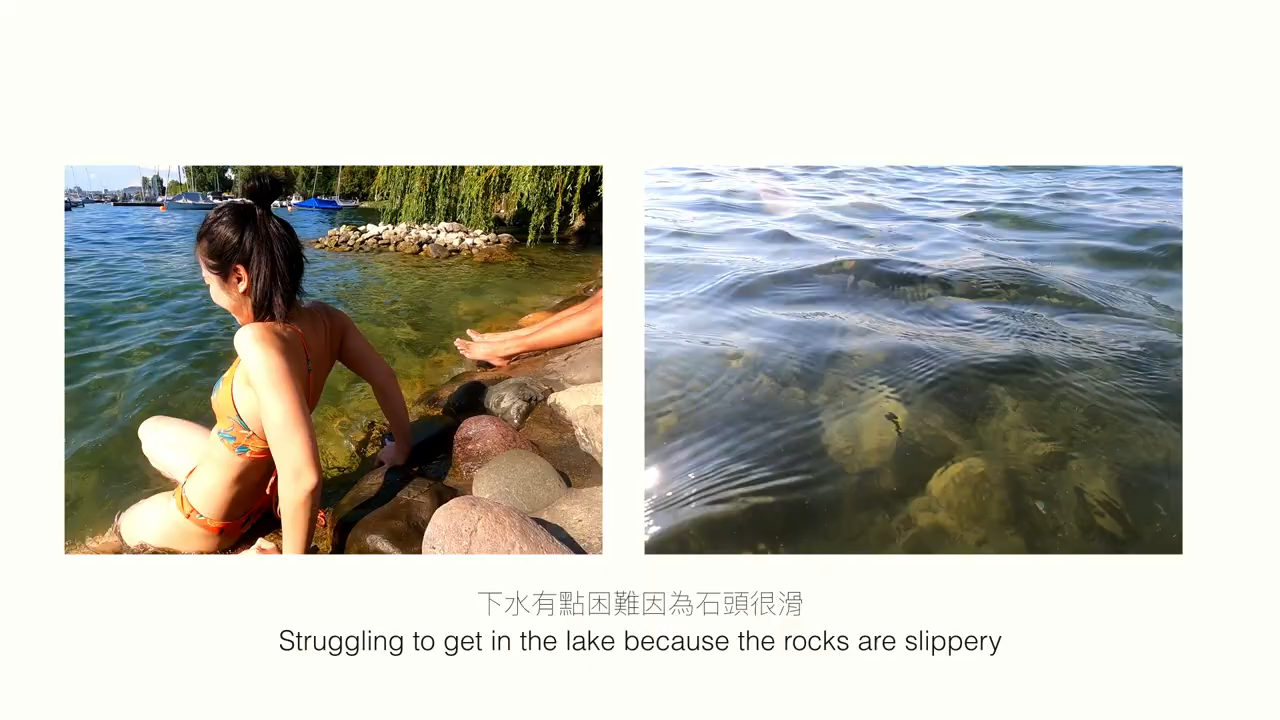 下水有點困難因為石頭很滑
Struggling to get in the lake because the rocks are slippery